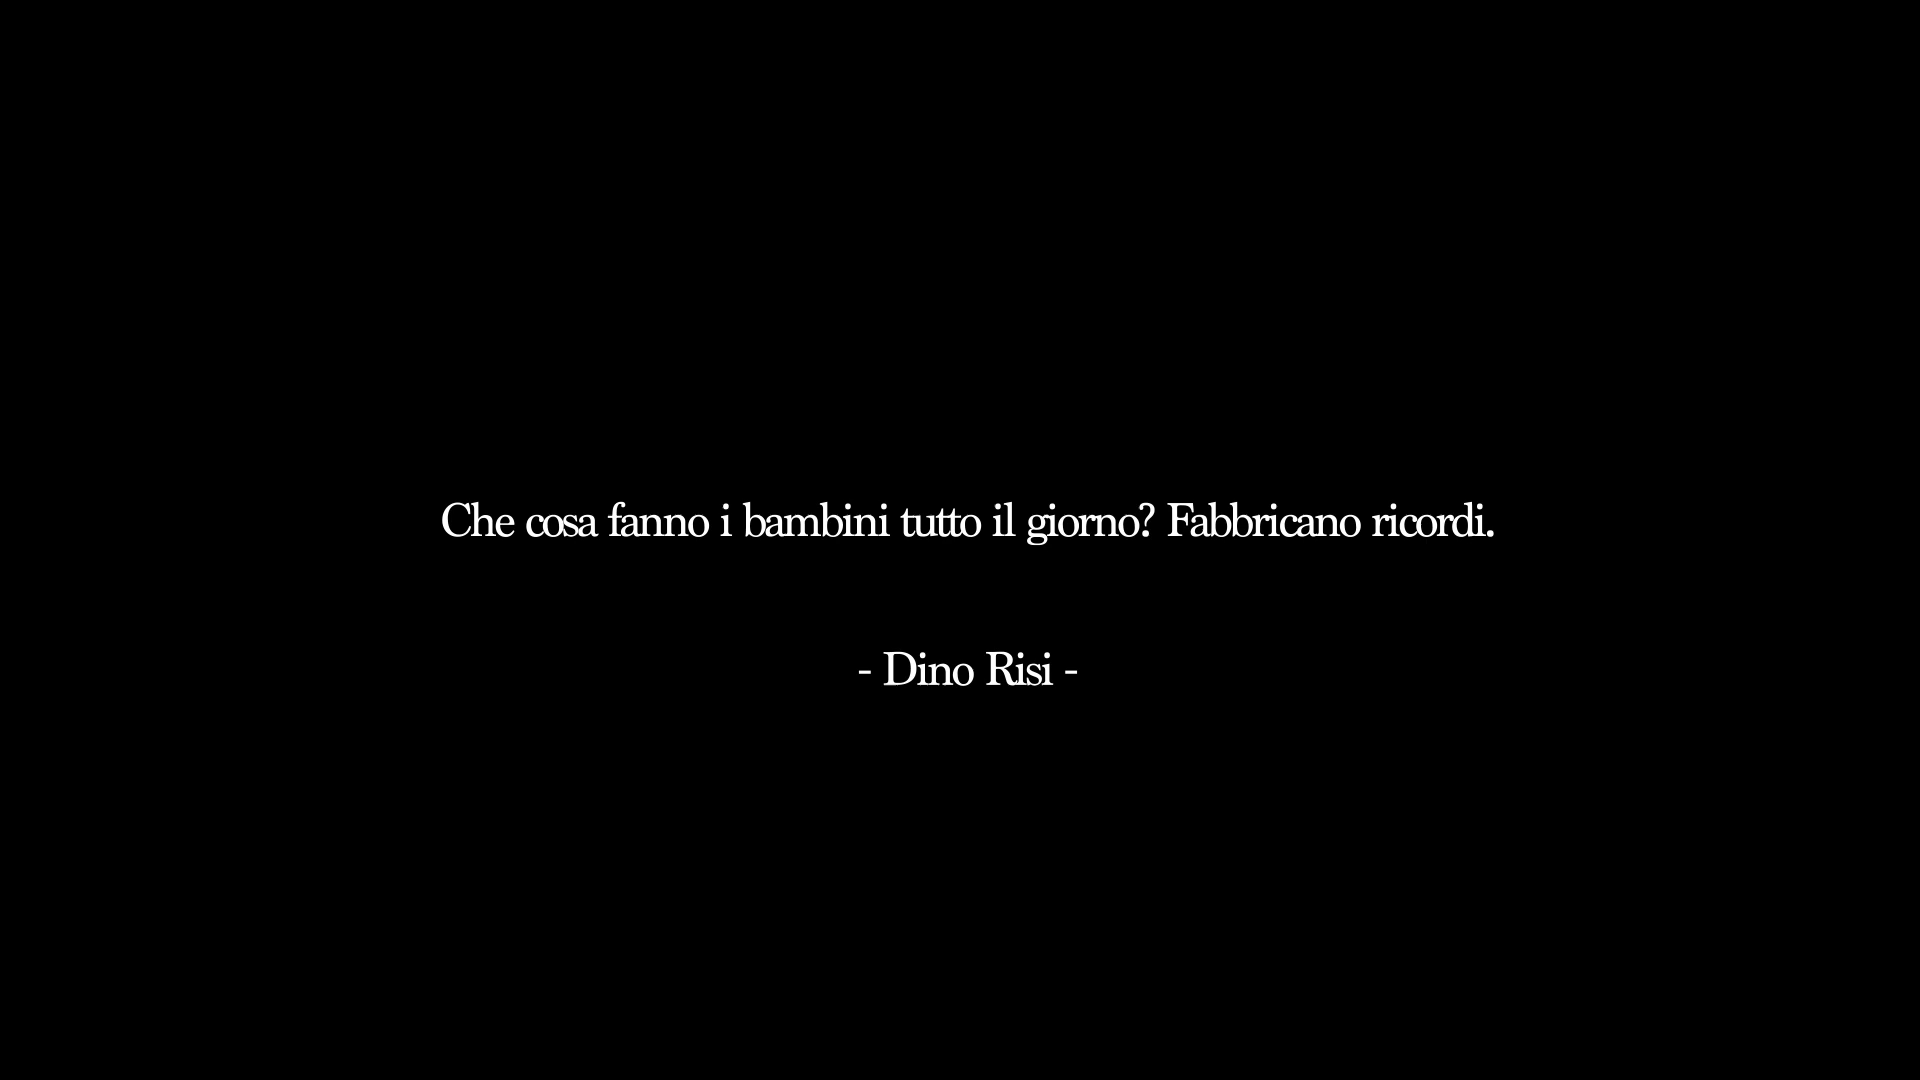 Che cosa fanno i bambini tutto il giorno? Fabbricano ricordi.
- Dino Risi -